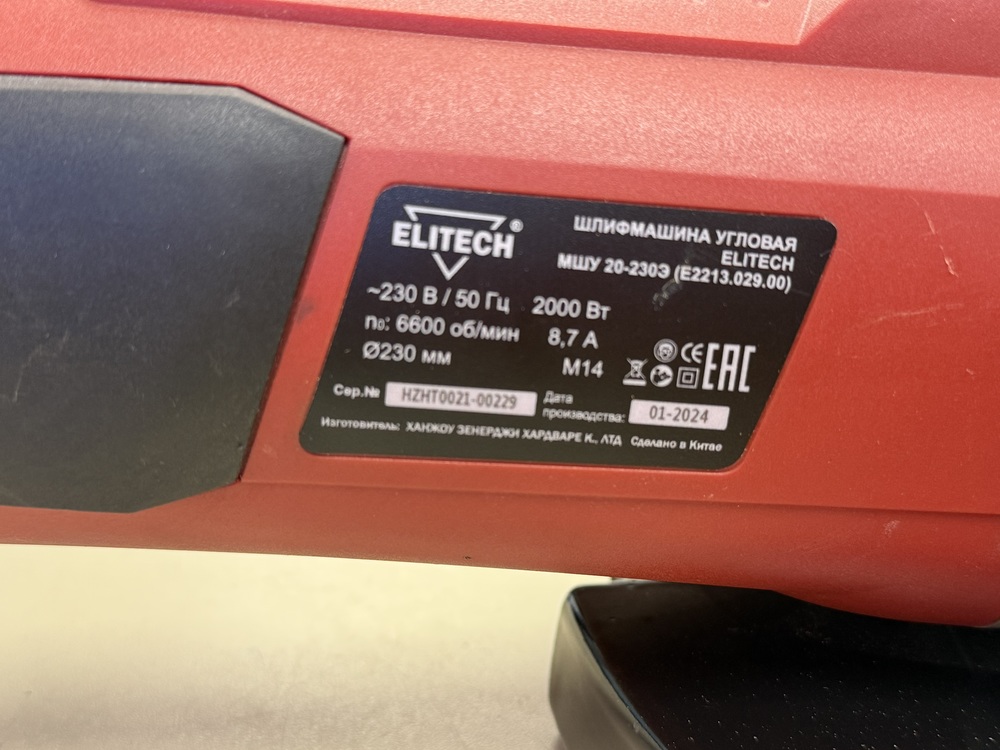 ELITECH®
ШЛИФМАШИНА УГЛОВАЯ
ELITECH
МШУ 20-230Э (E2213.029.00)
~230 В / 50 Гц 2000 Вт
n₀: 6600 об/мин 8,7 А
Ø230 мм M14
CE EAC
Сер.№ HZHT0021-00229 Дата производства: 01-2024
Изготовитель: ХАНЖОУ ЗЕНЕРДЖИ ХАРДВАРЕ К., ЛТД Сделано в Китае